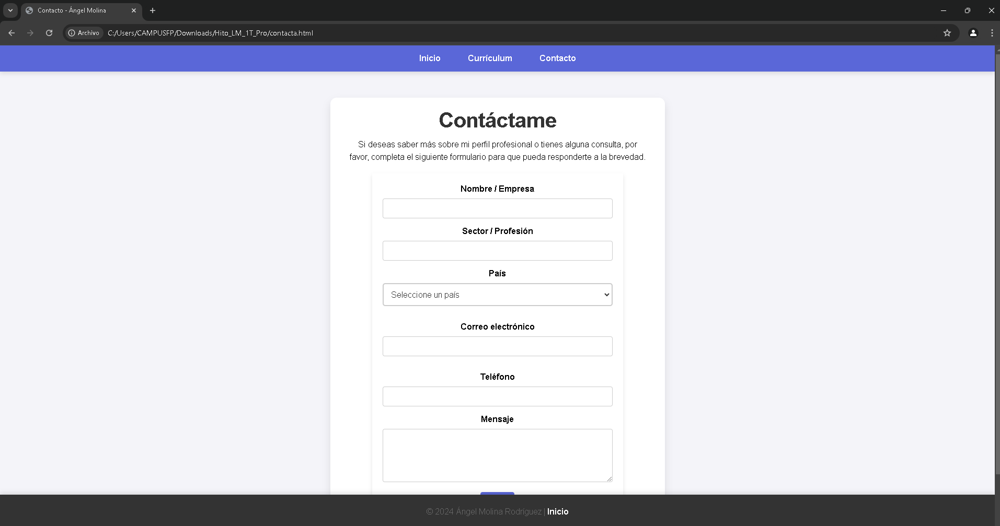 Contacto - Ángel Molina
Archivo C:/Users/CAMPUSFP/Downloads/Hito_LM_1T_Pro/contacta.html
Inicio Currículum Contacto
Contáctame
Si deseas saber más sobre mi perfil profesional o tienes alguna consulta, por
favor, completa el siguiente formulario para que pueda responderte a la brevedad.
Nombre / Empresa
Sector / Profesión
País
Seleccione un país
Correo electrónico
Teléfono
Mensaje
© 2024 Ángel Molina Rodríguez | Inicio